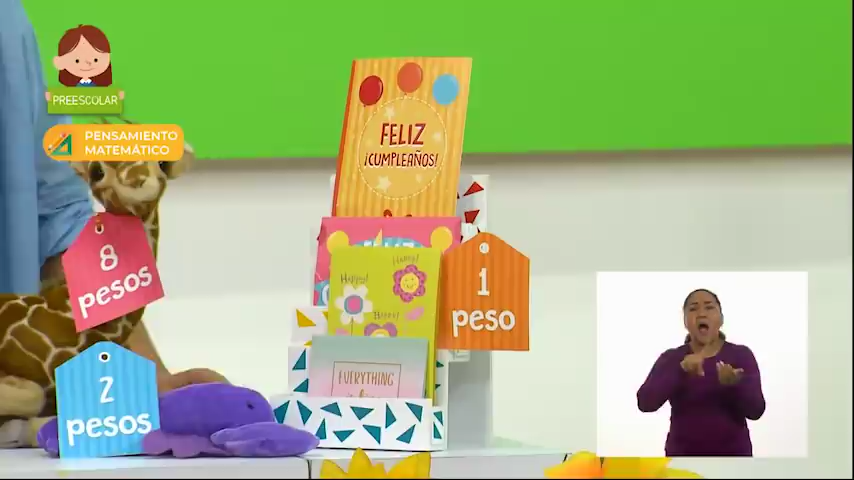 PREESCOLAR
PENSAMIENTO
MATEMÁTICO
FELIZ
¡CUMPLEAÑOS!
8
pesos
1
peso
2
pesos
Happy!
Happy!
Happy!
EVERYTHING